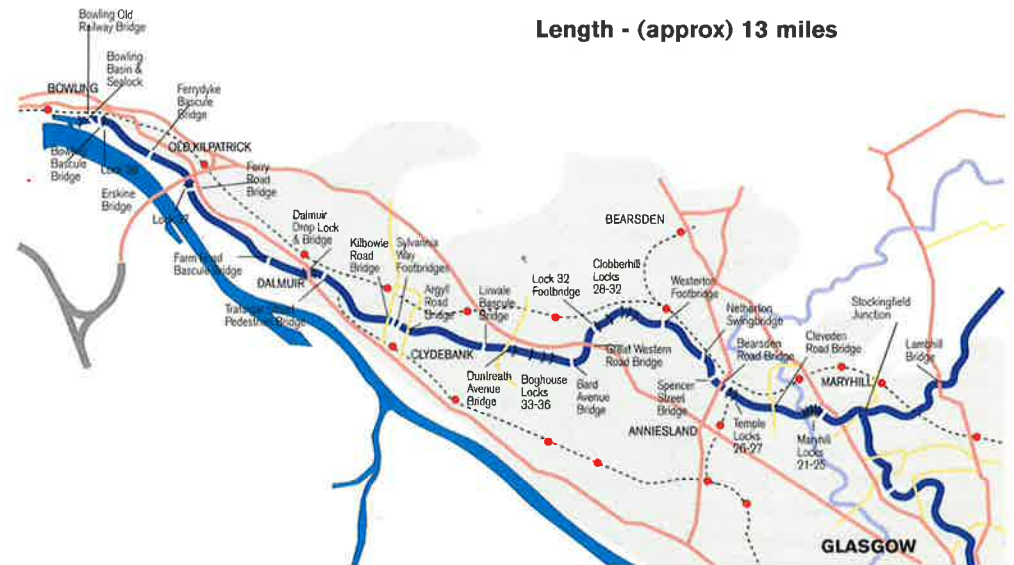 Length - (approx) 13 miles
Bowling Old
Railway Bridge
Bowling
Basin &
Sealock
BOWLING
Ferrydyke
Bascule
Bridge
OLD KILPATRICK
Bowling
Bascule
Bridge
Lock
Ferry
Road
Bridge
Erskine
Bridge
Lock 37
Dalmuir
Drop Lock
& Bridge
Kilbowie
Road
Bridge
Sylvannia
Way
Footbridges
Farm Road
Bascule Bridge
DALMUIR
Trafalgar Street
Pedestrian Bridge
Argyll
Road
Bridge
Linvale
Bascule
Bridge
CLYDEBANK
Duntreath
Avenue
Bridge
Boghouse
Locks
33-36
Lock 32
Footbridge
Clobberhill
Locks
28-32
BEARSDEN
Westerton
Footbridge
Netherton
Swingbridge
Bearsden
Road Bridge
Great Western
Road Bridge
Bard
Avenue
Bridge
Spencer
Street
Bridge
ANNIESLAND
Temple
Locks
26-27
Cleveden
Road Bridge
Stockingfield
Junction
Lambhill
Bridge
MARYHILL
Maryhill
Locks
21-25
GLASGOW